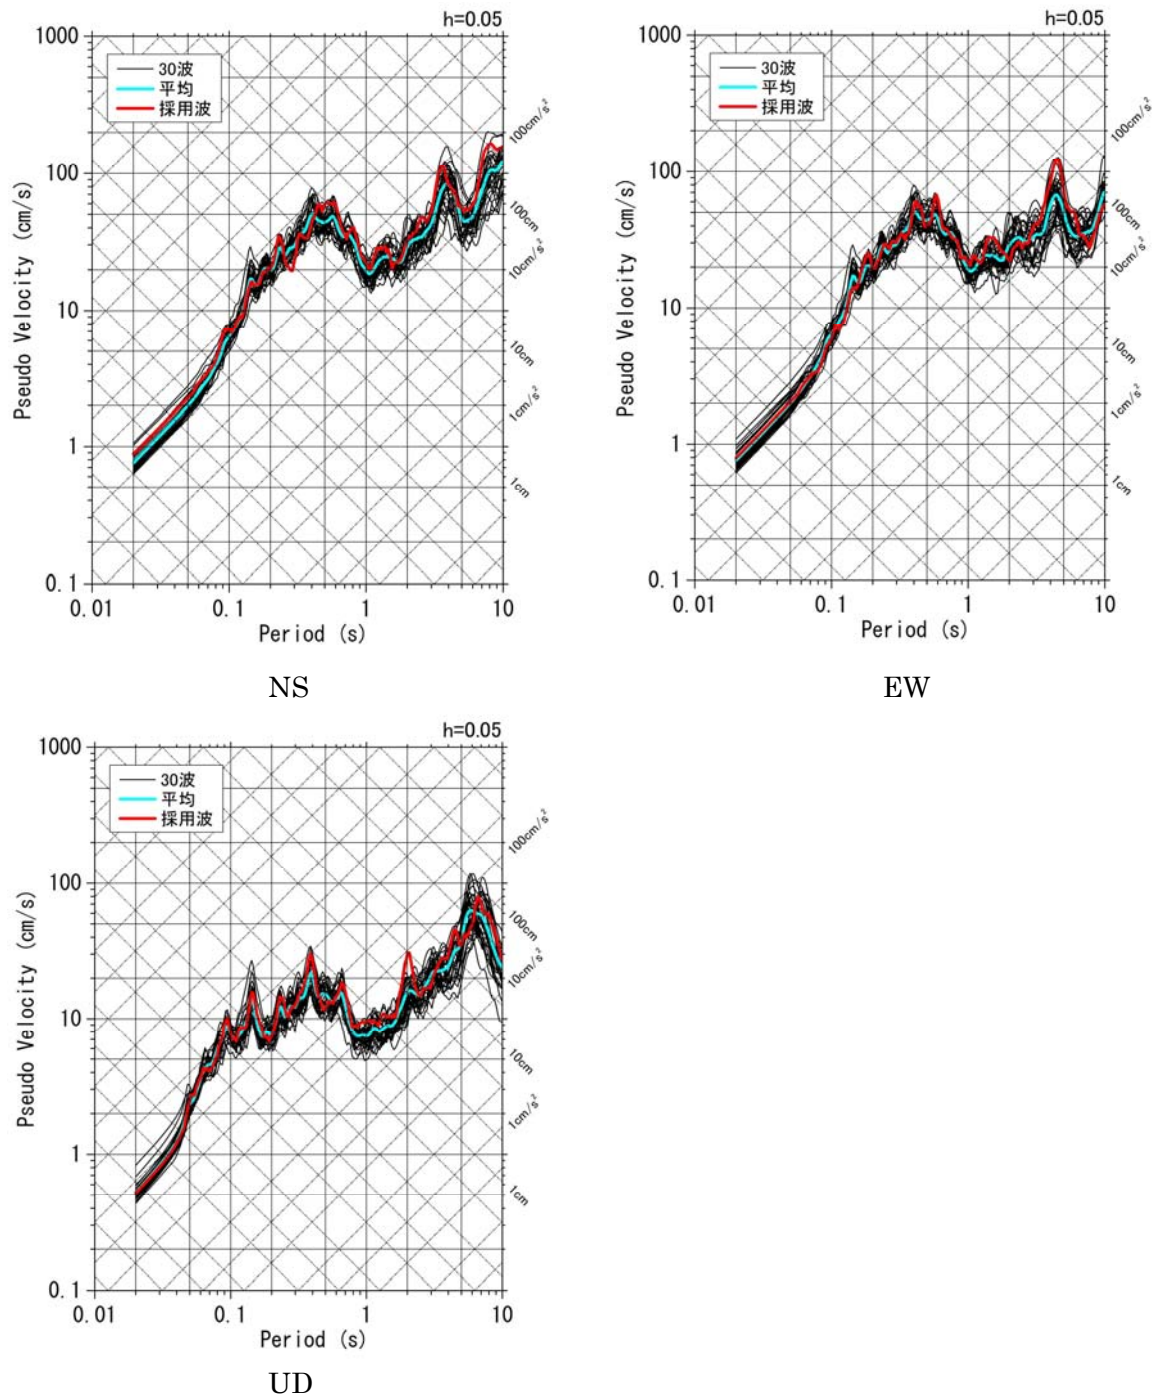 h=0.05
1000
30波
平均
採用波
100cm/s²
100
100cm
10cm/s²
10
10cm
1cm/s²
1
1cm
0.1
0.01 0.1 1 10
Pseudo Velocity (cm/s)
Period (s)
NS
h=0.05
1000
30波
平均
採用波
100cm/s²
100
100cm
10cm/s²
10
10cm
1cm/s²
1
1cm
0.1
0.01 0.1 1 10
Pseudo Velocity (cm/s)
Period (s)
EW
h=0.05
1000
30波
平均
採用波
100cm/s²
100
100cm
10cm/s²
10
10cm
1cm/s²
1
1cm
0.1
0.01 0.1 1 10
Pseudo Velocity (cm/s)
Period (s)
UD